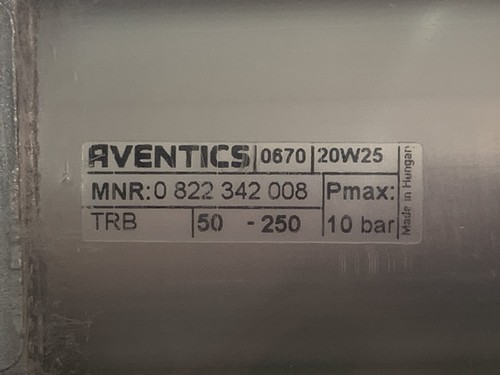 AVENTICS 0670 20W25
MNR: 0 822 342 008 Pmax:
TRB 50 - 250 10 bar
Made in Hungary